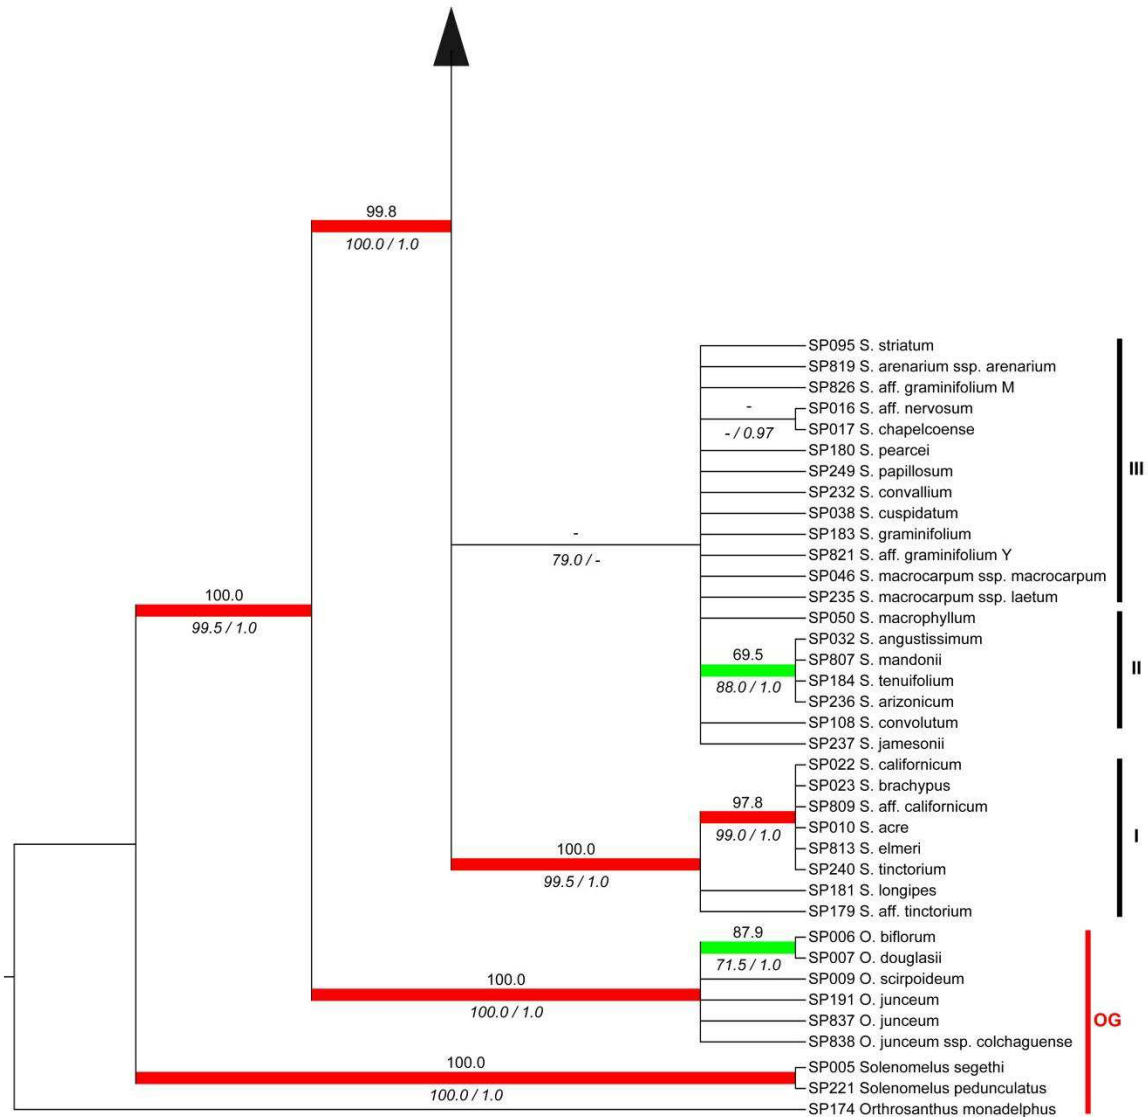 99.8
100.0 / 1.0
SP095 S. striatum
SP819 S. arenarium ssp. arenarium
SP826 S. aff. graminifolium M
-
- / 0.97
SP016 S. aff. nervosum
SP017 S. chapelcoense
SP180 S. pearcei
SP249 S. papillosum
SP232 S. convallium
SP038 S. cuspidatum
SP183 S. graminifolium
-
79.0 / -
SP821 S. aff. graminifolium Y
SP046 S. macrocarpum ssp. macrocarpum
SP235 S. macrocarpum ssp. laetum
III
100.0
99.5 / 1.0
SP050 S. macrophyllum
SP032 S. angustissimum
69.5
88.0 / 1.0
SP807 S. mandonii
SP184 S. tenuifolium
SP236 S. arizonicum
SP108 S. convolutum
II
SP237 S. jamesonii
SP022 S. californicum
SP023 S. brachypus
97.8
99.0 / 1.0
SP809 S. aff. californicum
SP010 S. acre
SP813 S. elmeri
SP240 S. tinctorium
100.0
99.5 / 1.0
SP181 S. longipes
SP179 S. aff. tinctorium
I
87.9
71.5 / 1.0
SP006 O. biflorum
SP007 O. douglasii
SP009 O. scirpoideum
100.0
100.0 / 1.0
SP191 O. junceum
SP837 O. junceum
SP838 O. junceum ssp. colchaguense
OG
100.0
100.0 / 1.0
SP005 Solenomelus segethi
SP221 Solenomelus pedunculatus
SP174 Orthrosanthus monadelphus